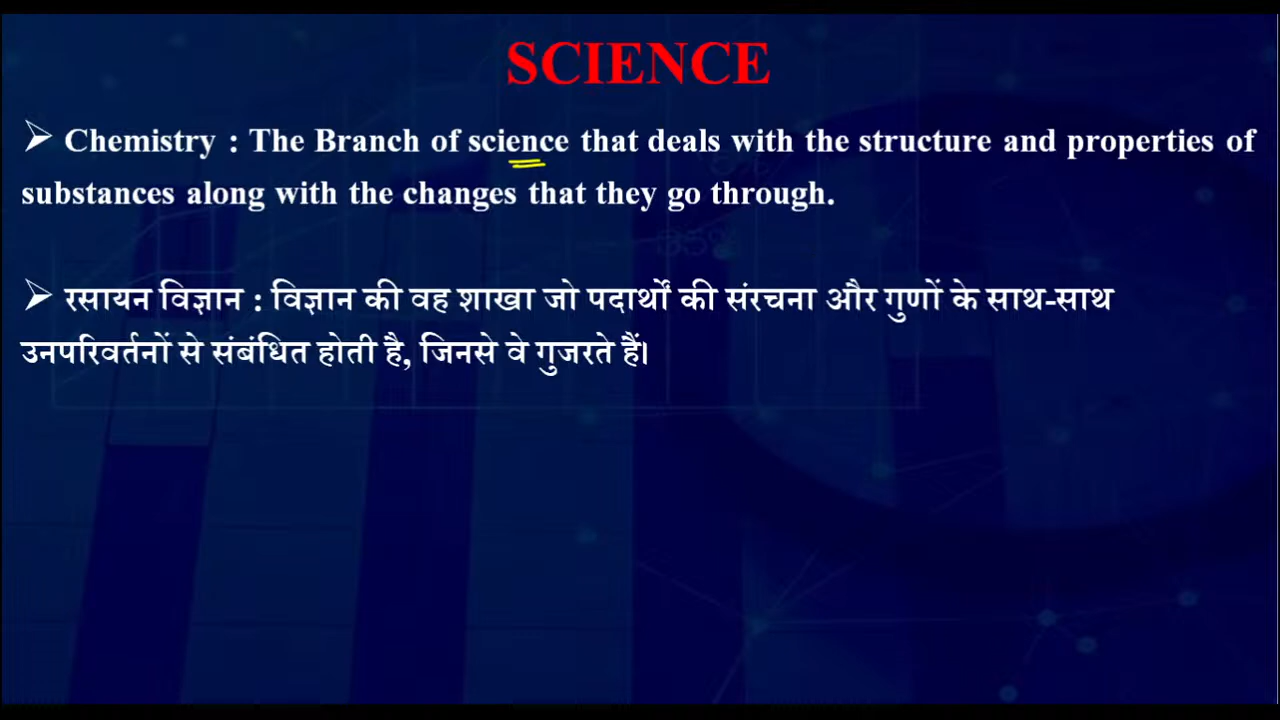 SCIENCE
➢ Chemistry : The Branch of science that deals with the structure and properties of
substances along with the changes that they go through.
➢ रसायन विज्ञान : विज्ञान की वह शाखा जो पदार्थों की संरचना और गुणों के साथ-साथ
उनपरिवर्तनों से संबंधित होती है, जिनसे वे गुजरते हैं।